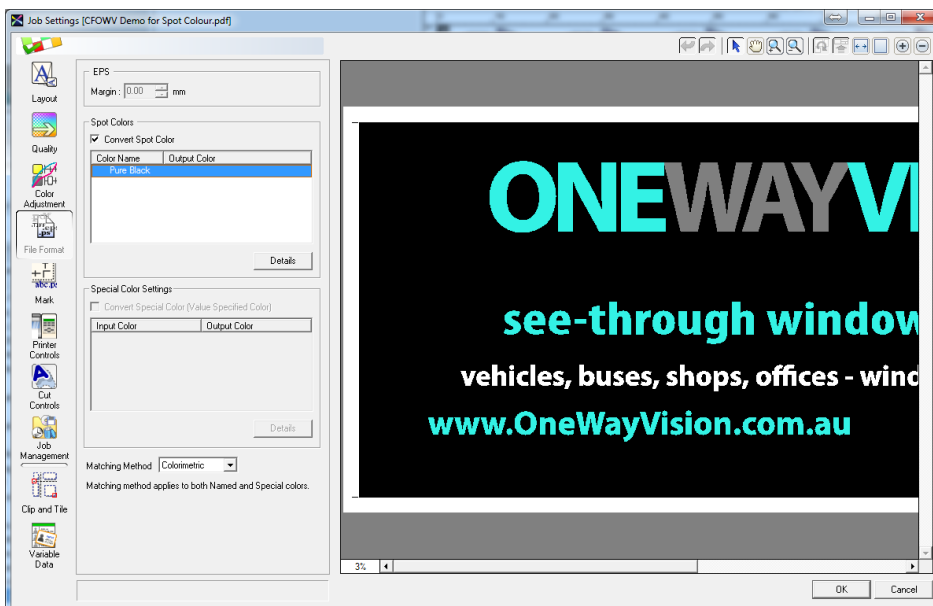 Job Settings [CFOWV Demo for Spot Colour.pdf]
Layout
Quality
Color
Adjustment
File Format
Mark
Printer
Controls
Cut
Controls
Job
Management
Clip and Tile
Variable
Data
EPS
Margin : 0.00 mm
Spot Colors
Convert Spot Color
Color Name Output Color
Pure Black
Details
Special Color Settings
Convert Special Color (Value Specified Color)
Input Color Output Color
Details
Matching Method Colorimetric
Matching method applies to both Named and Special colors.
ONEWAYVI
see-through window
vehicles, buses, shops, offices - wind
www.OneWayVision.com.au
3%
OK Cancel